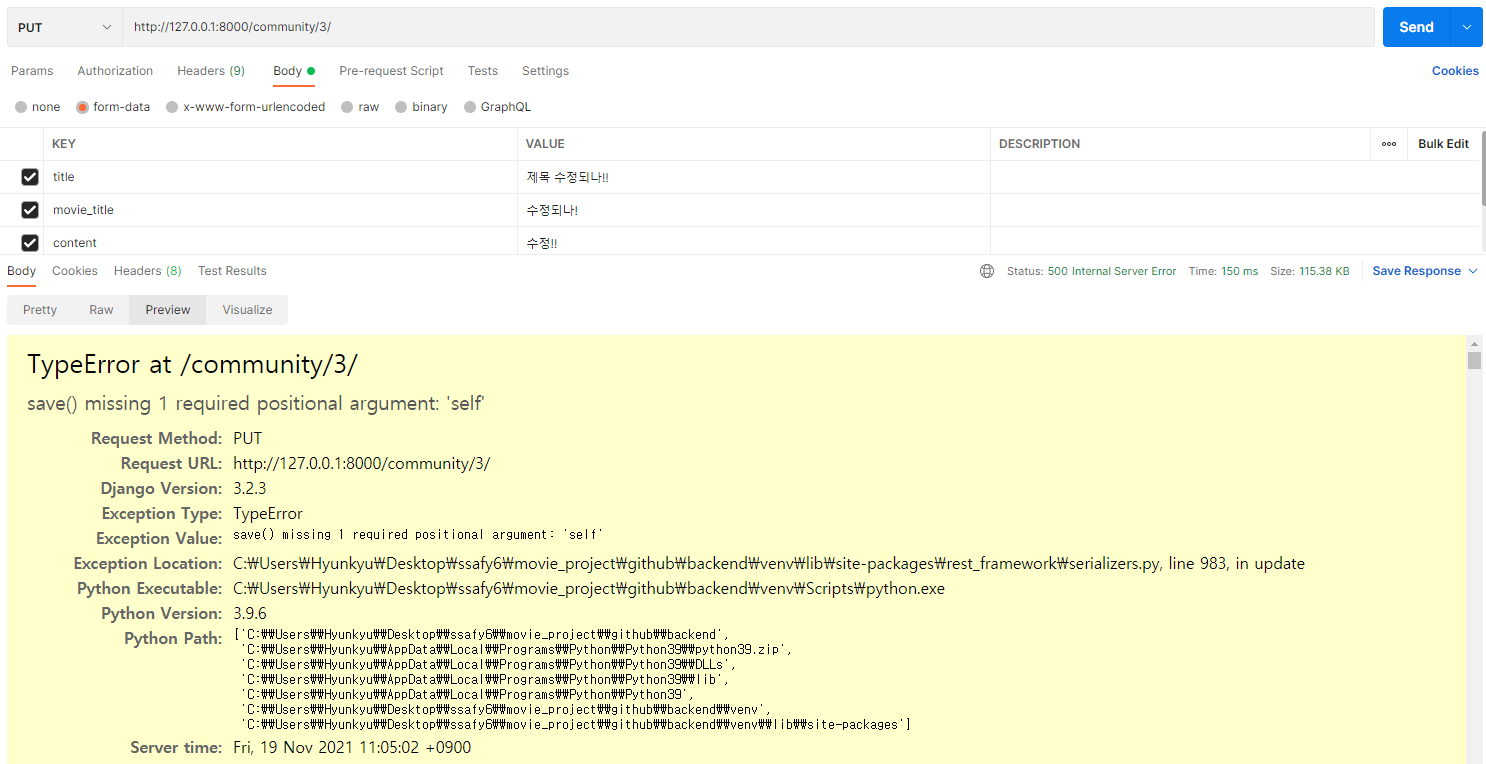 PUT http://127.0.0.1:8000/community/3/ Send
Params Authorization Headers (9) Body Pre-request Script Tests Settings Cookies
none form-data x-www-form-urlencoded raw binary GraphQL
KEY VALUE DESCRIPTION Bulk Edit
title 제목 수정되나!!
movie_title 수정되나!
content 수정!!
Body Cookies Headers (8) Test Results Status: 500 Internal Server Error Time: 150 ms Size: 115.38 KB Save Response
Pretty Raw Preview Visualize
TypeError at /community/3/
save() missing 1 required positional argument: 'self'
Request Method: PUT
Request URL: http://127.0.0.1:8000/community/3/
Django Version: 3.2.3
Exception Type: TypeError
Exception Value: save() missing 1 required positional argument: 'self'
Exception Location: C:₩Users₩Hyunkyu₩Desktop₩ssafy6₩movie_project₩github₩backend₩venv₩lib₩site-packages₩rest_framework₩serializers.py, line 983, in update
Python Executable: C:₩Users₩Hyunkyu₩Desktop₩ssafy6₩movie_project₩github₩backend₩venv₩Scripts₩python.exe
Python Version: 3.9.6
Python Path: ['C:₩₩Users₩₩Hyunkyu₩₩Desktop₩₩ssafy6₩₩movie_project₩₩github₩₩backend',
'C:₩₩Users₩₩Hyunkyu₩₩AppData₩₩Local₩₩Programs₩₩Python₩₩Python39₩₩python39.zip',
'C:₩₩Users₩₩Hyunkyu₩₩AppData₩₩Local₩₩Programs₩₩Python₩₩Python39₩₩DLLs',
'C:₩₩Users₩₩Hyunkyu₩₩AppData₩₩Local₩₩Programs₩₩Python₩₩Python39₩₩lib',
'C:₩₩Users₩₩Hyunkyu₩₩AppData₩₩Local₩₩Programs₩₩Python₩₩Python39',
'C:₩₩Users₩₩Hyunkyu₩₩Desktop₩₩ssafy6₩₩movie_project₩₩github₩₩backend₩₩venv',
'C:₩₩Users₩₩Hyunkyu₩₩Desktop₩₩ssafy6₩₩movie_project₩₩github₩₩backend₩₩venv₩₩lib₩₩site-packages']
Server time: Fri, 19 Nov 2021 11:05:02 +0900